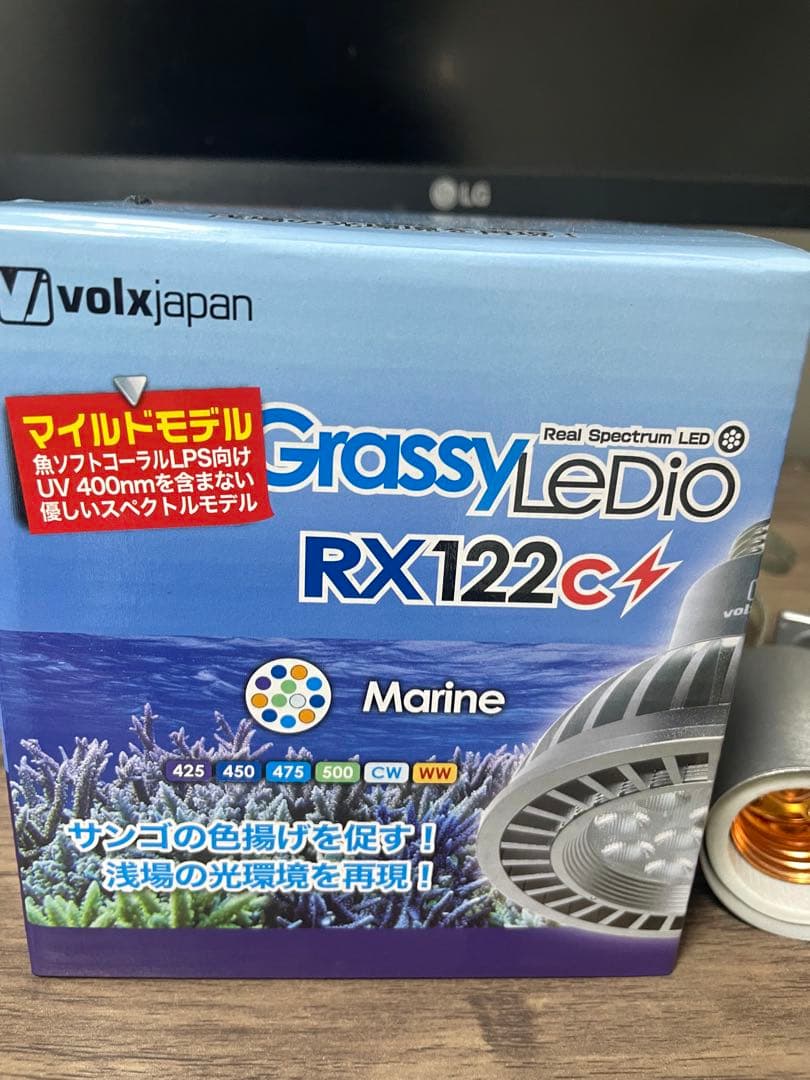 LG
volxjapan
マイルドモデル
魚ソフトコーラルLPS向け
UV 400nmを含まない
優しいスペクトルモデル
Real Spectrum LED
GrassyLeDio
RX122c
Marine
425 450 475 500 CW WW
サンゴの色揚げを促す!
浅場の光環境を再現!